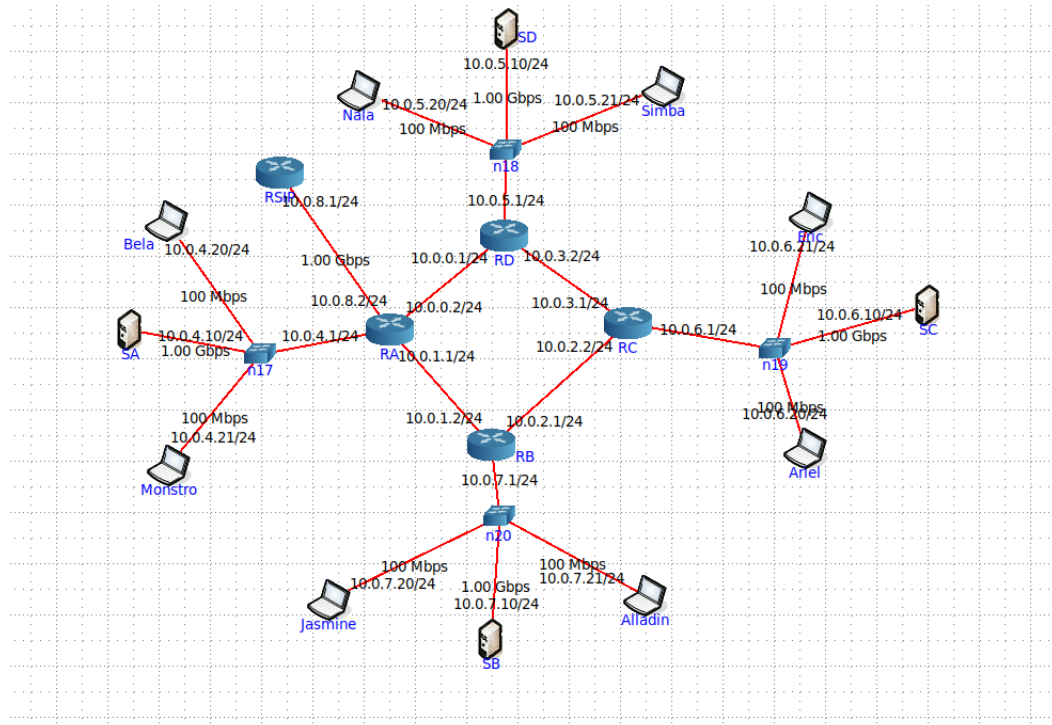 SD
10.0.5.10/24
1.00 Gbps
Nala
10.0.5.20/24
100 Mbps
Simba
10.0.5.21/24
100 Mbps
n18
10.0.5.1/24
RSIP
10.0.8.1/24
1.00 Gbps
10.0.8.2/24
Bela
10.0.4.20/24
100 Mbps
SA
10.0.4.10/24
1.00 Gbps
n17
10.0.4.1/24
100 Mbps
10.0.4.21/24
Monstro
RD
10.0.0.1/24
10.0.3.2/24
10.0.0.2/24
RA
10.0.1.1/24
10.0.3.1/24
RC
10.0.6.1/24
10.0.2.2/24
Eric
10.0.6.21/24
100 Mbps
SC
10.0.6.10/24
1.00 Gbps
n19
100 Mbps
10.0.6.20/24
Ariel
10.0.1.2/24
10.0.2.1/24
RB
10.0.7.1/24
n20
100 Mbps
10.0.7.20/24
Jasmine
1.00 Gbps
10.0.7.10/24
SB
100 Mbps
10.0.7.21/24
Alladin